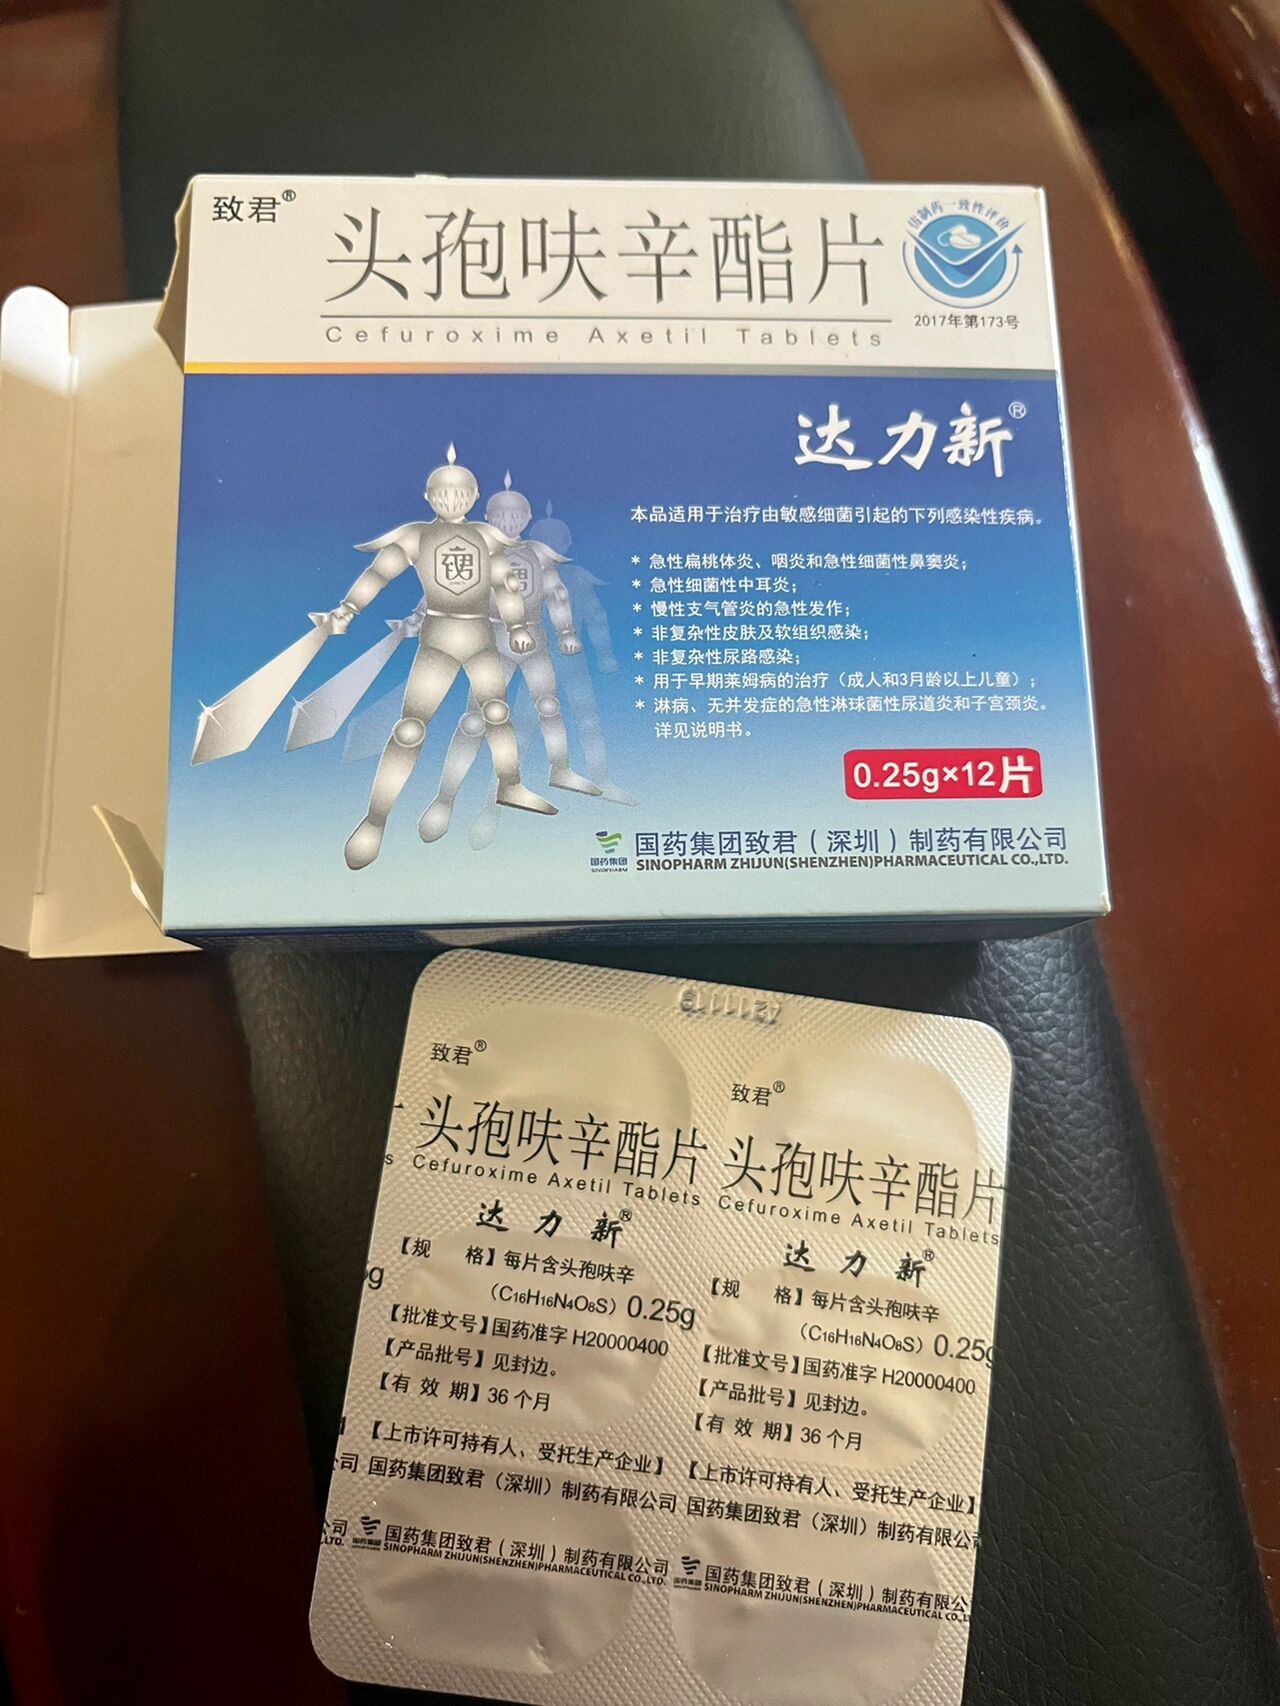 致君®
头孢呋辛酯片
Cefuroxime Axetil Tablets
仿制药一致性评价
2017年第173号
达力新®
本品适用于治疗由敏感细菌引起的下列感染性疾病。
* 急性扁桃体炎、咽炎和急性细菌性鼻窦炎；
* 急性细菌性中耳炎；
* 慢性支气管炎的急性发作；
* 非复杂性皮肤及软组织感染；
* 非复杂性尿路感染；
* 用于早期莱姆病的治疗（成人和3月龄以上儿童）；
* 淋病、无并发症的急性淋球菌性尿道炎和子宫颈炎。
详见说明书。
0.25g×12片
国药集团
SINOPHARM
国药集团致君（深圳）制药有限公司
SINOPHARM ZHIJUN(SHENZHEN)PHARMACEUTICAL CO.,LTD.
致君®
头孢呋辛酯片
s Cefuroxime Axetil Tablets
达力新®
【规 格】每片含头孢呋辛
g
（C16H16N4O8S）0.25g
【批准文号】国药准字 H20000400
【产品批号】见封边。
【有 效 期】36 个月
【上市许可持有人、受托生产企业】
司 国药集团致君（深圳）制药有限公司
公司
LTD.
国药集团
国药集团致君（深圳）制药有限公司
SINOPHARM ZHIJUN(SHENZHEN)PHARMACEUTICAL CO.,LTD.
致君®
头孢呋辛酯片
Cefuroxime Axetil Tablets
达力新®
【规 格】每片含头孢呋辛
（C16H16N4O8S）0.25g
【批准文号】国药准字 H20000400
【产品批号】见封边。
【有 效 期】36 个月
【上市许可持有人、受托生产企业】
国药集团致君（深圳）制药有限公
国药集团
国药集团致君（深圳）制药有限公
SINOPHARM ZHIJUN(SHENZHEN)PHARMACEUTICAL CO.,L